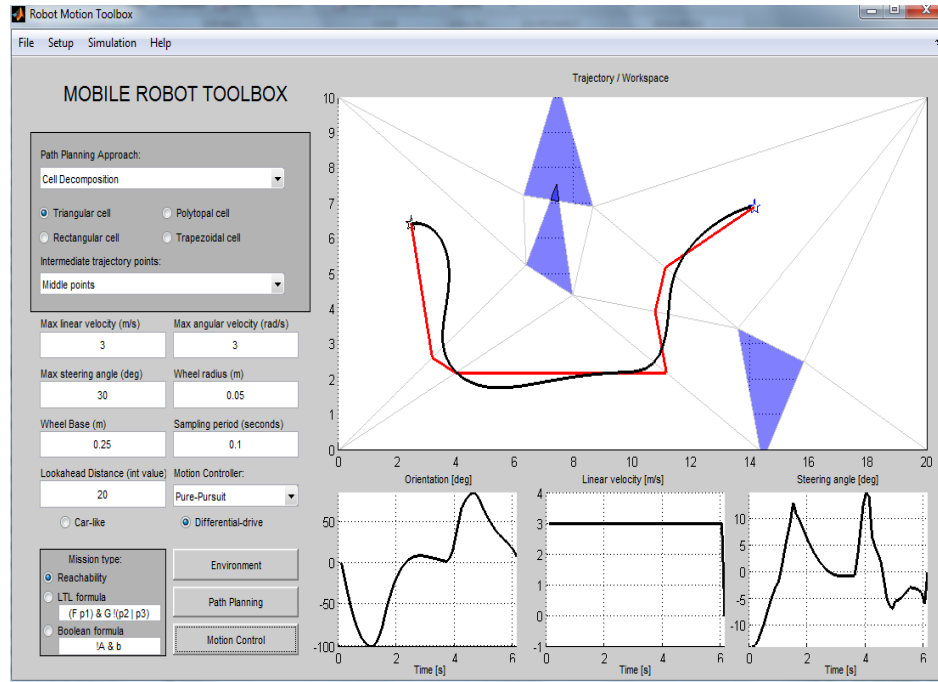 Robot Motion Toolbox
File Setup Simulation Help
MOBILE ROBOT TOOLBOX
Path Planning Approach:
Cell Decomposition
Triangular cell Polytopal cell
Rectangular cell Trapezoidal cell
Intermediate trajectory points:
Middle points
Max linear velocity (m/s) Max angular velocity (rad/s)
3 3
Max steering angle (deg) Wheel radius (m)
30 0.05
Wheel Base (m) Sampling period (seconds)
0.25 0.1
Lookahead Distance (int value) Motion Controller:
20 Pure-Pursuit
Car-like Differential-drive
Mission type:
Reachability
LTL formula
(F p1) & G !(p2 | p3)
Boolean formula
!A & b
Environment
Path Planning
Motion Control
Trajectory / Workspace
10
9
8
7
6
5
4
3
2
1
0
0 2 4 6 8 10 12 14 16 18 20
Orientation [deg]
50
0
-50
-100
0 2 4 6
Time [s]
Linear velocity [m/s]
4
3
2
1
0
-1
0 2 4 6
Time [s]
Steering angle [deg]
10
5
0
-5
-10
0 2 4 6
Time [s]